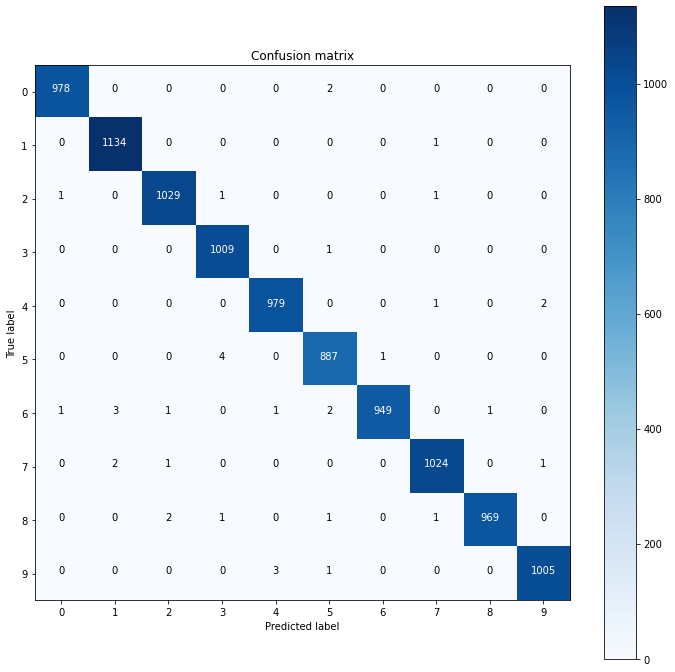 Confusion matrix
0 978 0 0 0 0 2 0 0 0 0
1 0 1134 0 0 0 0 0 1 0 0
2 1 0 1029 1 0 0 0 1 0 0
3 0 0 0 1009 0 1 0 0 0 0
4 0 0 0 0 979 0 0 1 0 2
5 0 0 0 4 0 887 1 0 0 0
6 1 3 1 0 1 2 949 0 1 0
7 0 2 1 0 0 0 0 1024 0 1
8 0 0 2 1 0 1 0 1 969 0
9 0 0 0 0 3 1 0 0 0 1005
0 1 2 3 4 5 6 7 8 9
True label
Predicted label
1000
800
600
400
200
0